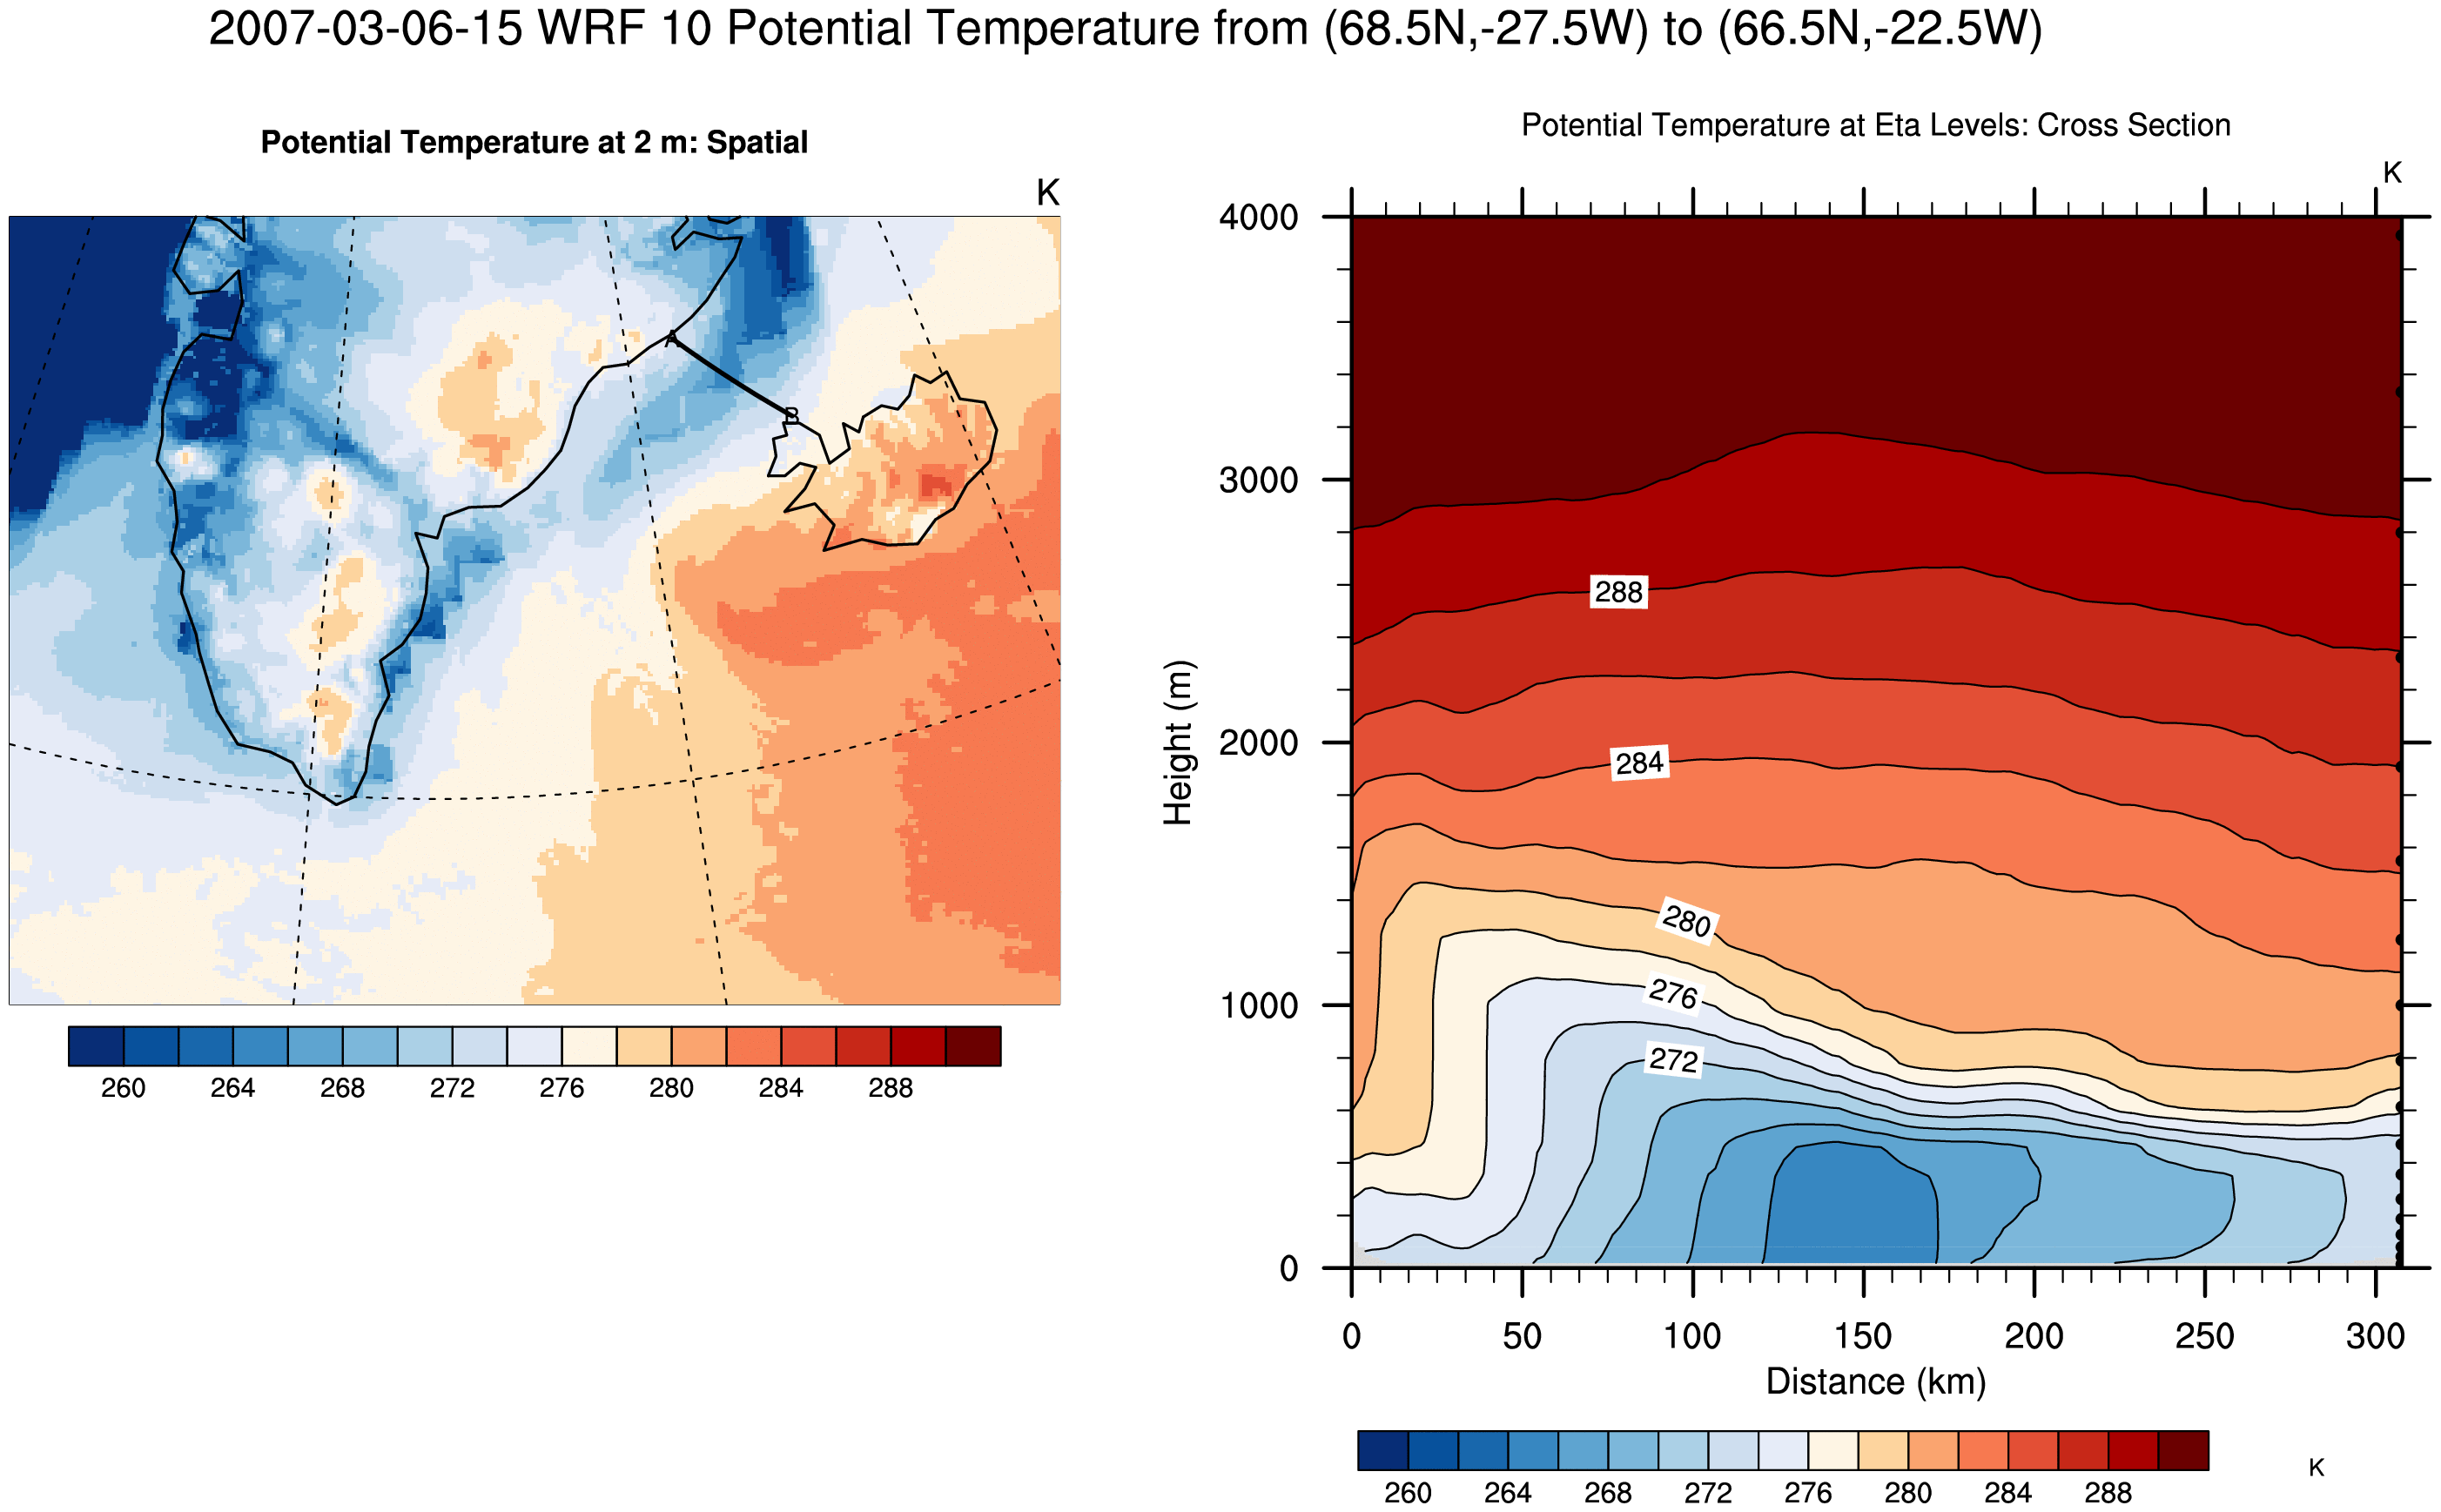 2007-03-06-15 WRF 10 Potential Temperature from (68.5N,-27.5W) to (66.5N,-22.5W)
Potential Temperature at 2 m: Spatial
K
A
B
260 264 268 272 276 280 284 288
Potential Temperature at Eta Levels: Cross Section
K
4000
3000
2000
1000
0
Height (m)
288
284
280
276
272
0 50 100 150 200 250 300
Distance (km)
260 264 268 272 276 280 284 288
K